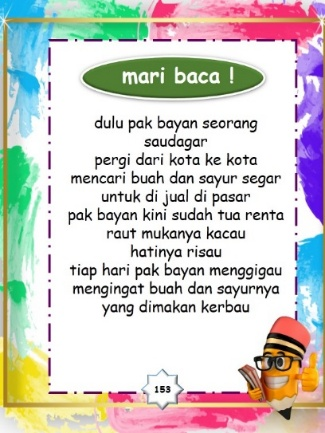 mari baca !
dulu pak bayan seorang
saudagar
pergi dari kota ke kota
mencari buah dan sayur segar
untuk di jual di pasar
pak bayan kini sudah tua renta
raut mukanya kacau
hatinya risau
tiap hari pak bayan menggigau
mengingat buah dan sayurnya
yang dimakan kerbau
153